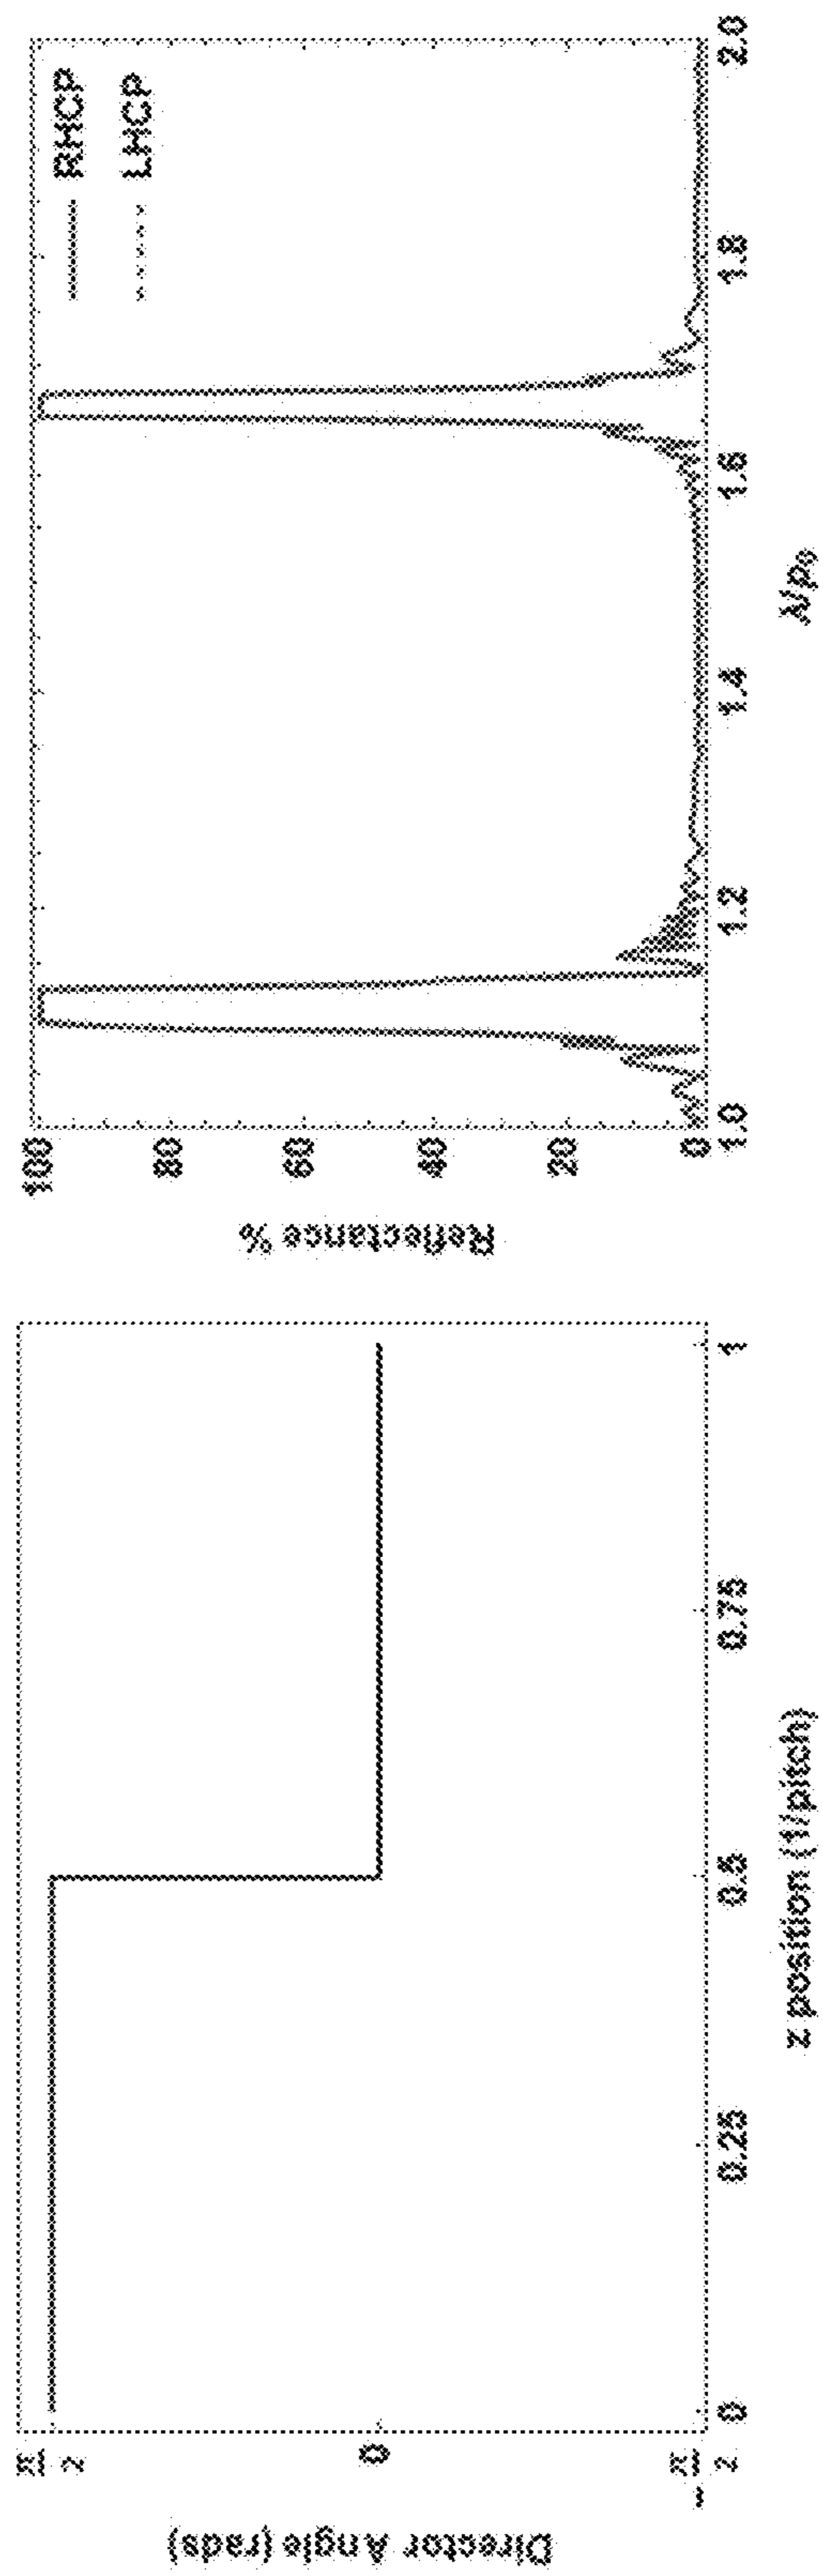 Director Angle (rads)
π/2
0
-π/2
0
0.25
0.5
0.75
1
z position (1/pitch)
Reflectance %
100
80
60
40
20
0
1.0
1.2
1.4
1.6
1.8
2.0
λ/p₀
RHCP
LHCP